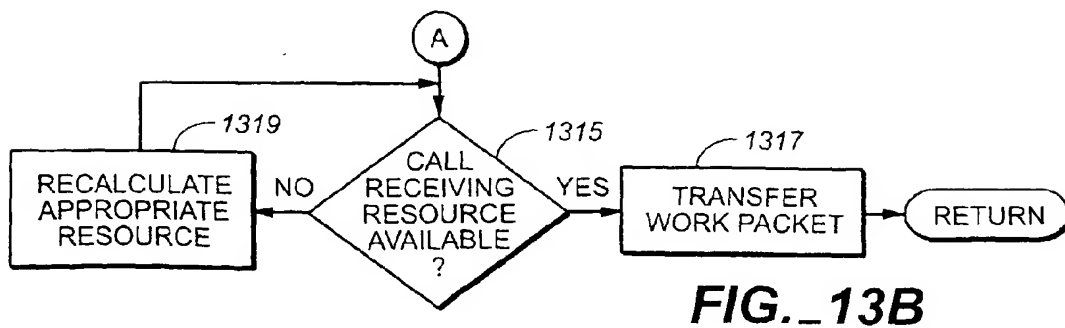 A
1319
RECALCULATE
APPROPRIATE
RESOURCE
NO
1315
CALL
RECEIVING
RESOURCE
AVAILABLE
?
YES
1317
TRANSFER
WORK PACKET
RETURN
FIG._13B